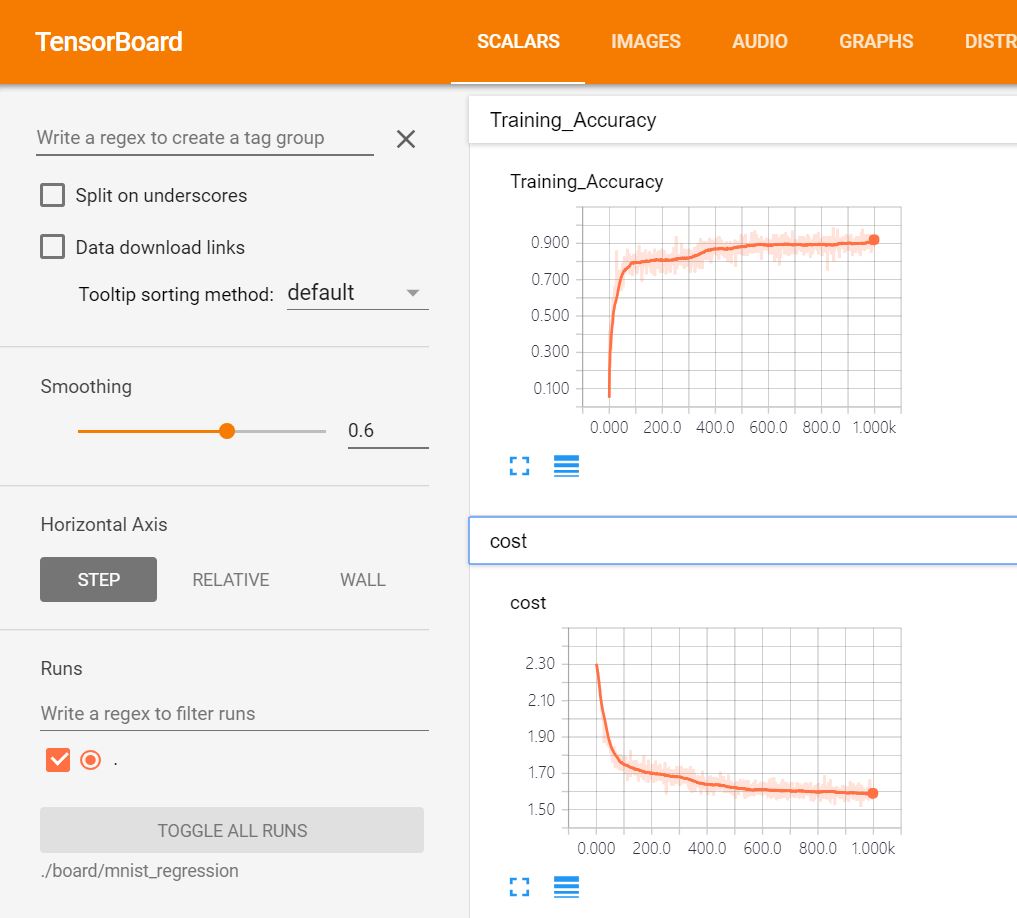 TensorBoard
SCALARS IMAGES AUDIO GRAPHS DISTR
Write a regex to create a tag group
Split on underscores
Data download links
Tooltip sorting method: default
Smoothing
0.6
Horizontal Axis
STEP RELATIVE WALL
Runs
Write a regex to filter runs
.
TOGGLE ALL RUNS
./board/mnist_regression
Training_Accuracy
Training_Accuracy
0.900
0.700
0.500
0.300
0.100
0.000 200.0 400.0 600.0 800.0 1.000k
cost
cost
2.30
2.10
1.90
1.70
1.50
0.000 200.0 400.0 600.0 800.0 1.000k